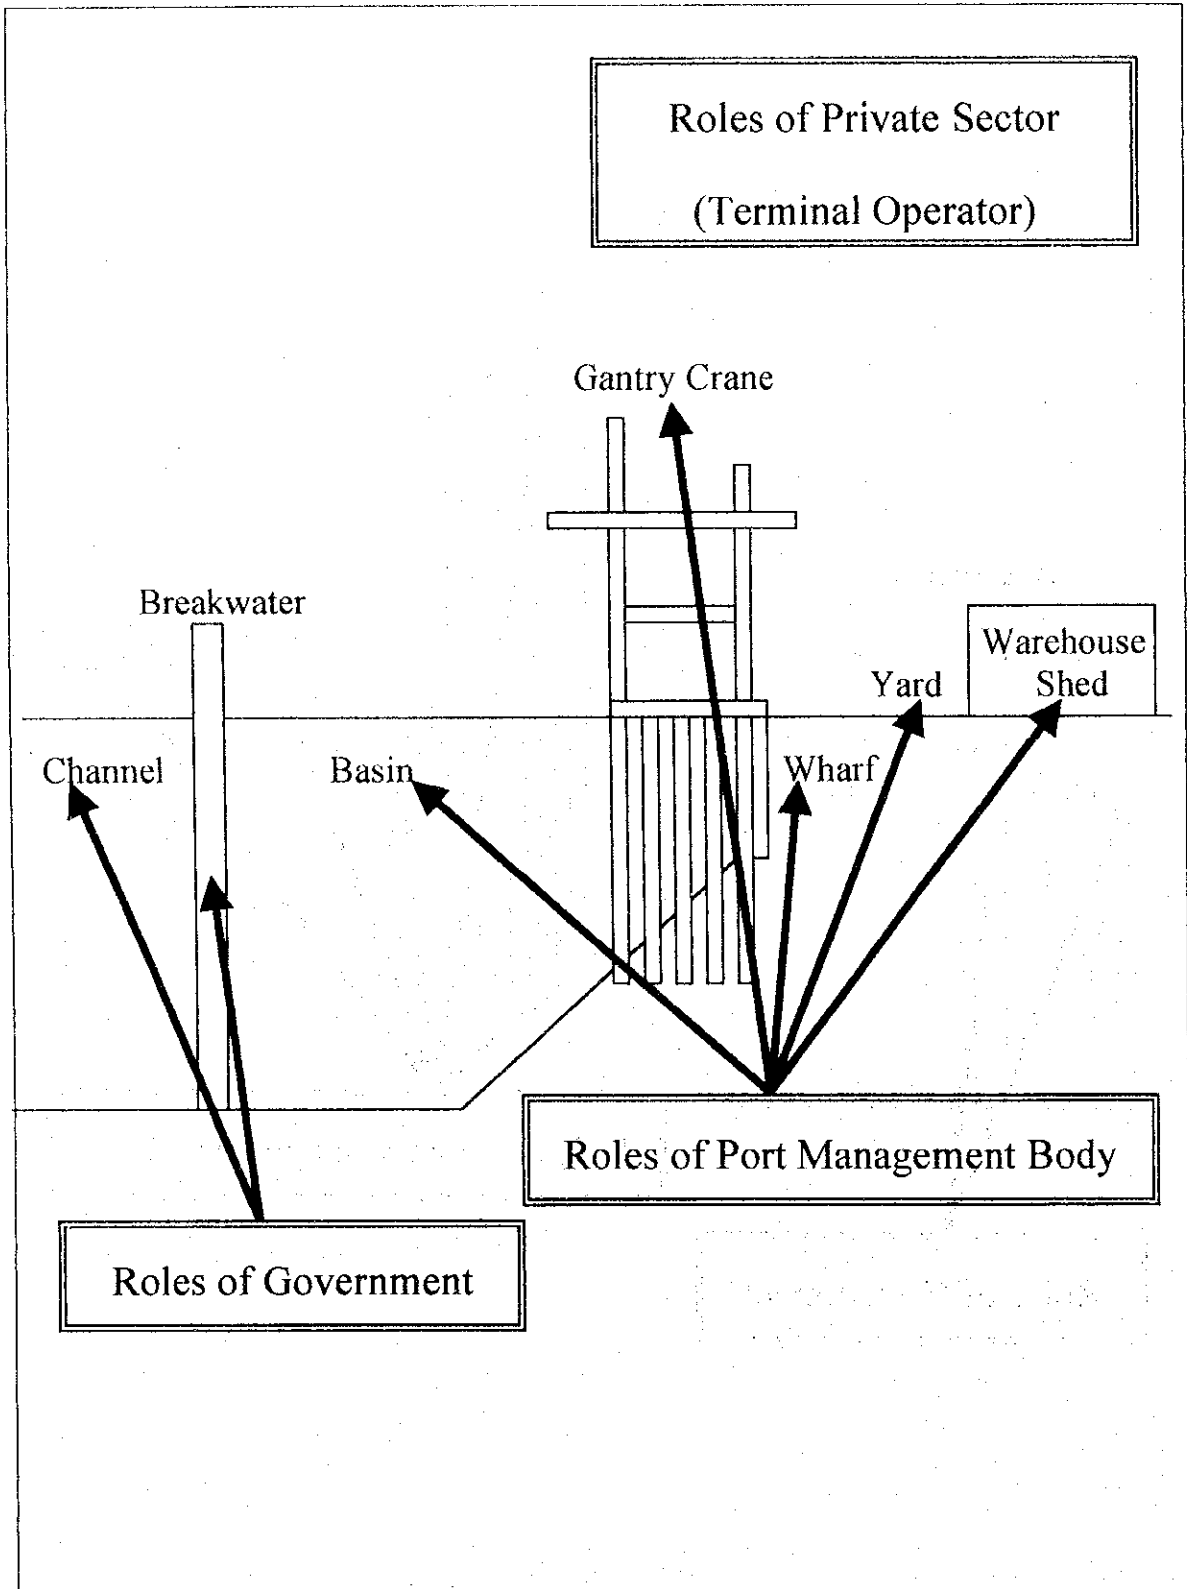 Roles of Private Sector
(Terminal Operator)
Gantry Crane
Breakwater
Warehouse
Yard
Shed
Channel
Basin
Wharf
Roles of Port Management Body
Roles of Government